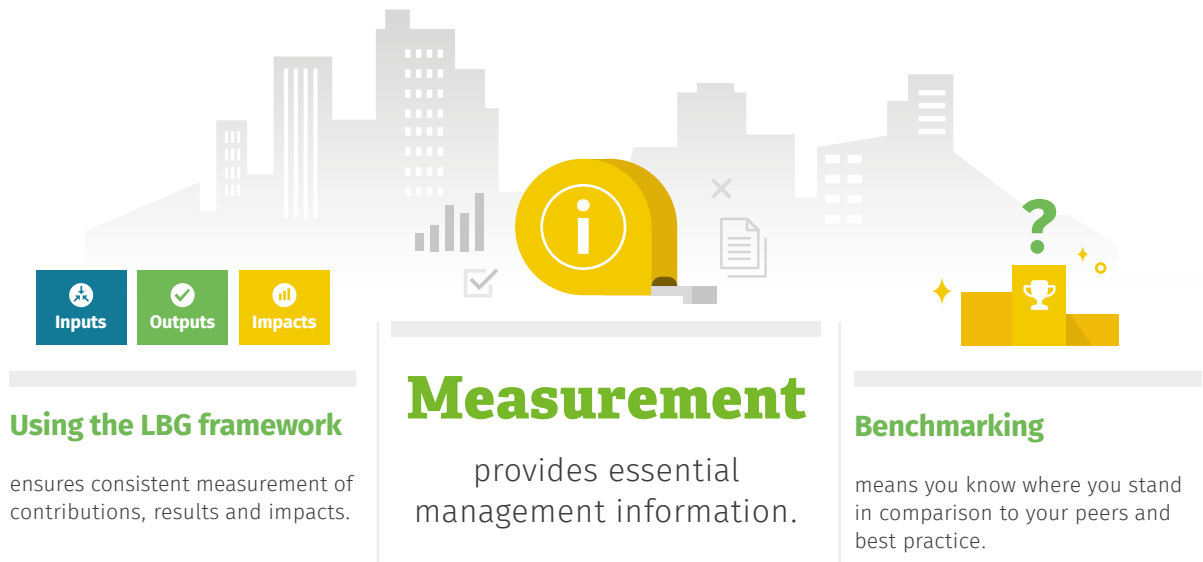 Inputs
Outputs
Impacts
Using the LBG framework
ensures consistent measurement of
contributions, results and impacts.
Measurement
provides essential
management information.
?
Benchmarking
means you know where you stand
in comparison to your peers and
best practice.